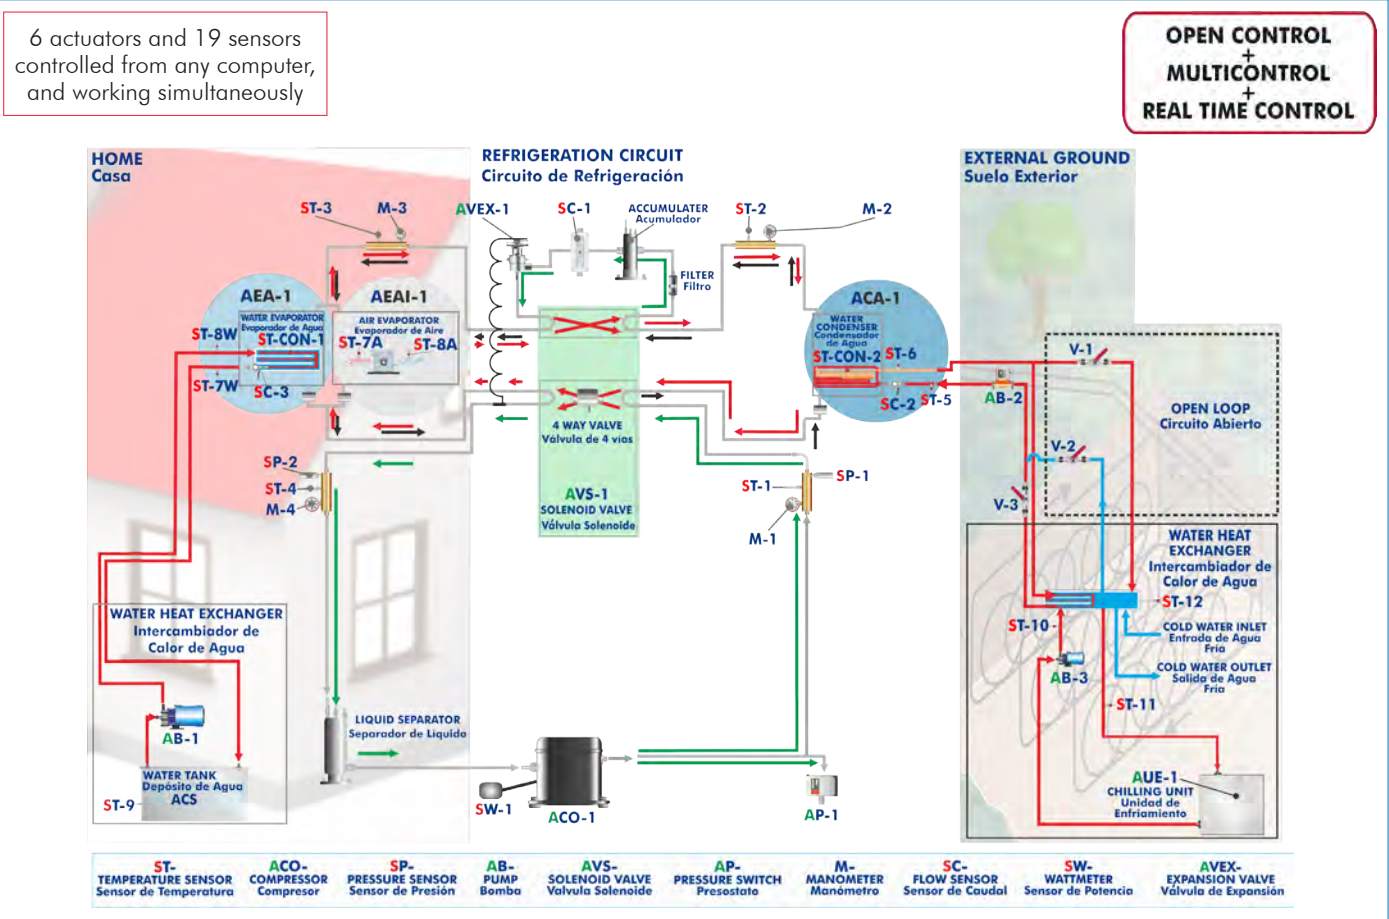 6 actuators and 19 sensors
controlled from any computer,
and working simultaneously
OPEN CONTROL
+
MULTICONTROL
+
REAL TIME CONTROL
HOME
Casa
REFRIGERATION CIRCUIT
Circuito de Refrigeración
EXTERNAL GROUND
Suelo Exterior
ST-3
M-3
AVEX-1
SC-1
ACCUMULATER
Acumulador
ST-2
M-2
FILTER
Filtro
AEA-1
WATER EVAPORATOR
Evaporador de Agua
ST-CON-1
ST-8W
ST-7W
SC-3
AEAI-1
AIR EVAPORATOR
Evaporador de Aire
ST-7A
ST-8A
ACA-1
WATER
CONDENSER
Condensador
de Agua
ST-CON-2
ST-6
SC-2
ST-5
AB-2
V-1
OPEN LOOP
Circuito Abierto
V-2
V-3
4 WAY VALVE
Válvula de 4 vías
AVS-1
SOLENOID VALVE
Válvula Solenoide
SP-2
ST-4
M-4
SP-1
ST-1
M-1
WATER HEAT
EXCHANGER
Intercambiador de
Calor de Agua
ST-12
ST-10
COLD WATER INLET
Entrada de Agua
Fría
COLD WATER OUTLET
Salida de Agua
Fría
AB-3
ST-11
AUE-1
CHILLING UNIT
Unidad de
Enfriamiento
WATER HEAT EXCHANGER
Intercambiador de
Calor de Agua
AB-1
WATER TANK
Depósito de Agua
ACS
ST-9
LIQUID SEPARATOR
Separador de Líquido
SW-1
ACO-1
AP-1
ST-
TEMPERATURE SENSOR
Sensor de Temperatura
ACO-
COMPRESSOR
Compresor
SP-
PRESSURE SENSOR
Sensor de Presión
AB-
PUMP
Bomba
AVS-
SOLENOID VALVE
Valvula Solenoide
AP-
PRESSURE SWITCH
Presostato
M-
MANOMETER
Manómetro
SC-
FLOW SENSOR
Sensor de Caudal
SW-
WATTMETER
Sensor de Potencia
AVEX-
EXPANSION VALVE
Válvula de Expansión